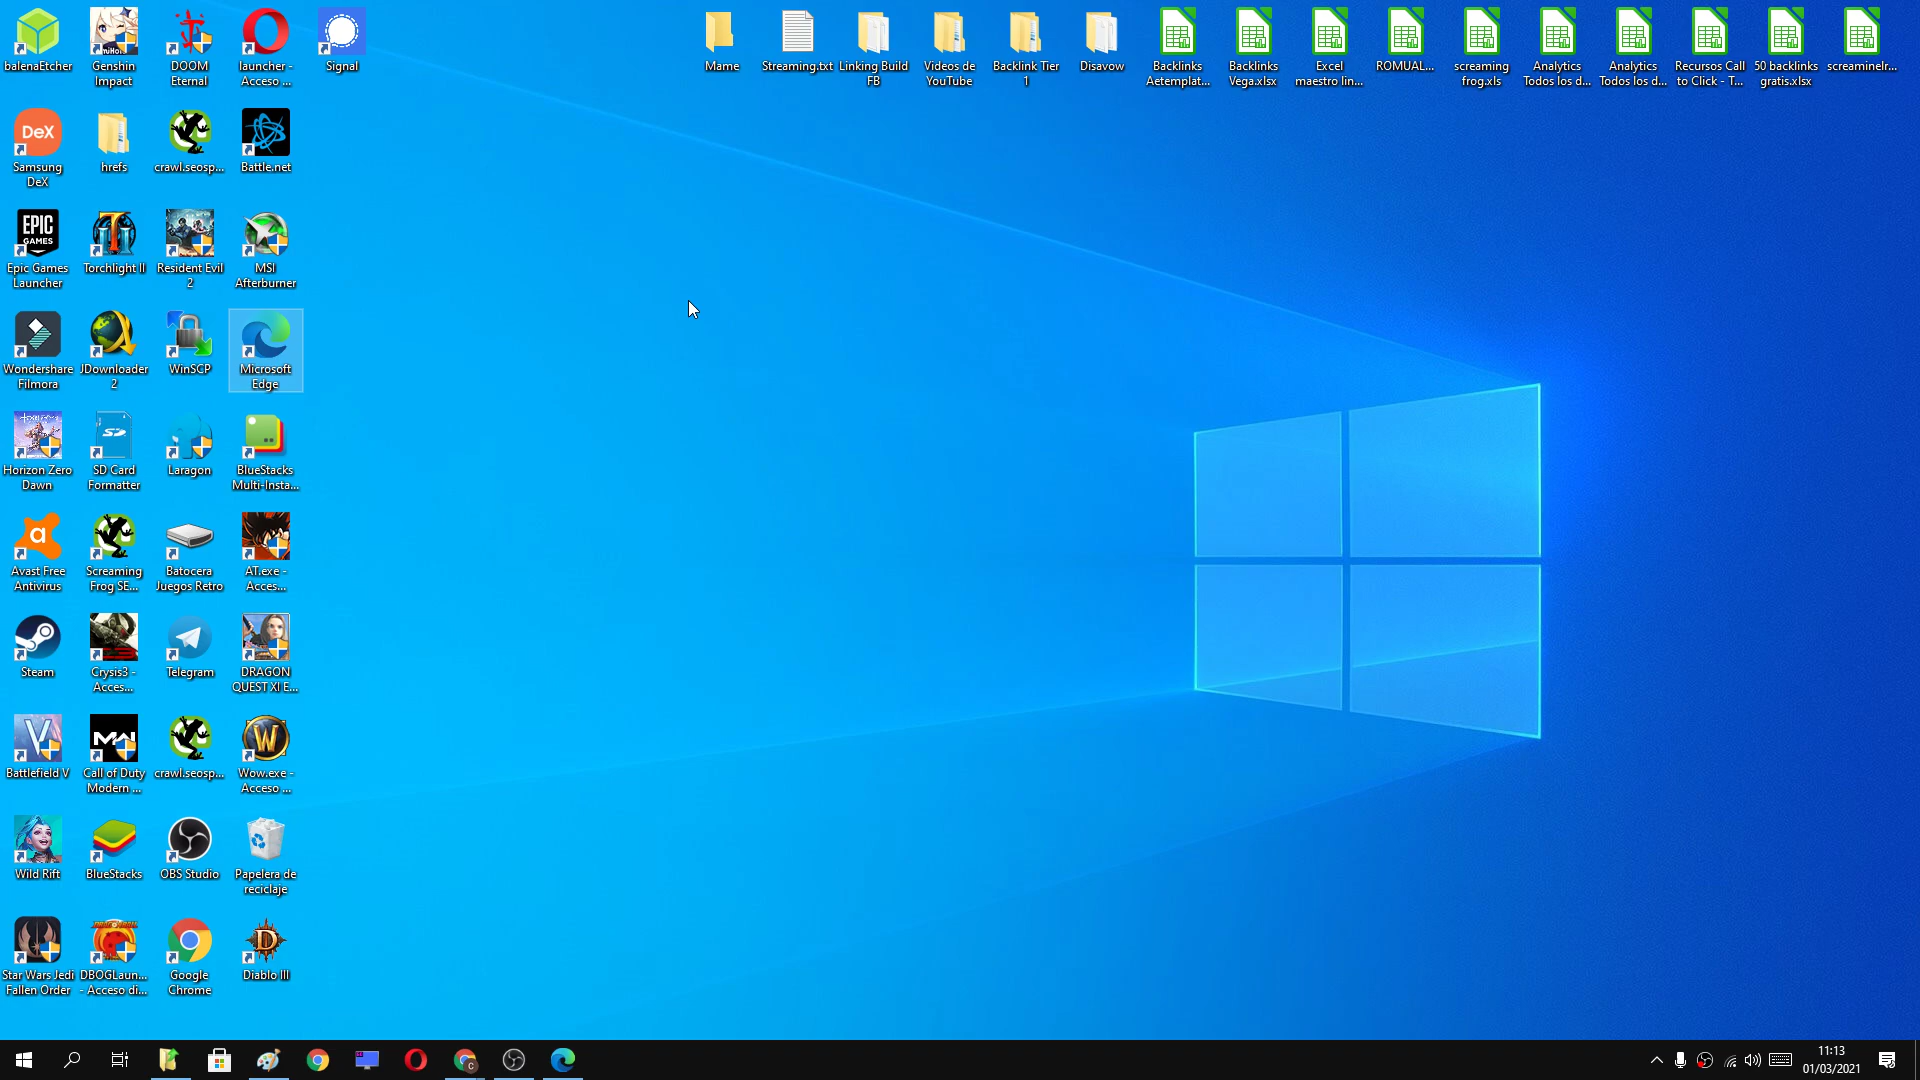 balenaEtcher
Genshin
Impact
DOOM
Eternal
launcher -
Acceso ...
Signal
Mame
Streaming.txt
Linking Build
FB
Videos de
YouTube
Backlink Tier
1
Disavow
Backlinks
Aetemplat...
Backlinks
Vega.xlsx
Excel
maestro lin...
ROMUAL...
screaming
frog.xls
Analytics
Todos los d...
Analytics
Todos los d...
Recursos Call
to Click - T...
50 backlinks
gratis.xlsx
screaminelr...
DeX
Samsung
DeX
hrefs
crawl.seosp...
Battle.net
EPIC
GAMES
Epic Games
Launcher
Torchlight II
Resident Evil
2
MSI
Afterburner
Wondershare
Filmora
JDownloader
2
WinSCP
Microsoft
Edge
Horizon Zero
Dawn
SD Card
Formatter
Laragon
BlueStacks
Multi-Insta...
Avast Free
Antivirus
Screaming
Frog SE...
Batocera
Juegos Retro
AT.exe -
Acces...
Steam
Crysis3 -
Acces...
Telegram
DRAGON
QUEST XI E...
Battlefield V
Call of Duty
Modern ...
crawl.seosp...
Wow.exe -
Acceso ...
Wild Rift
BlueStacks
OBS Studio
Papelera de
reciclaje
Star Wars Jedi
Fallen Order
DBOGLaun...
- Acceso di...
Google
Chrome
Diablo III
11:13
01/03/2021